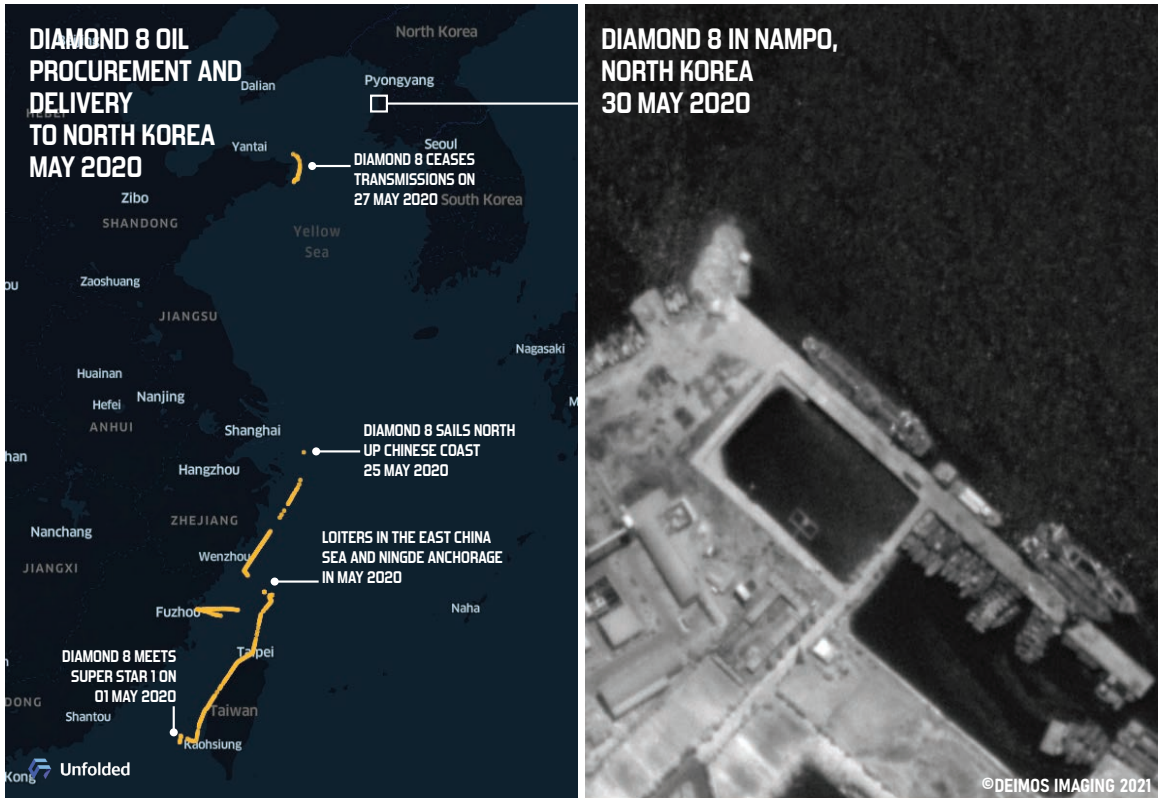 DIAMOND 8 OIL
PROCUREMENT AND
DELIVERY
TO NORTH KOREA
MAY 2020
North Korea
Dalian
Pyongyang
Yantai
Seoul
DIAMOND 8 CEASES
TRANSMISSIONS ON
27 MAY 2020
South Korea
Zibo
SHANDONG
Yellow
Sea
Zaoshuang
JIANGSU
Nagasaki
Huainan
Nanjing
Hefei
ANHUI
Shanghai
DIAMOND 8 SAILS NORTH
UP CHINESE COAST
25 MAY 2020
Hangzhou
ZHEJIANG
Nanchang
LOITERS IN THE EAST CHINA
SEA AND NINGDE ANCHORAGE
IN MAY 2020
Wenzhou
JIANGXI
Fuzhou
Naha
Taipei
DIAMOND 8 MEETS
SUPER STAR 1 ON
01 MAY 2020
DONG
Shantou
Taiwan
Kaohsiung
Kong
Unfolded
DIAMOND 8 IN NAMPO,
NORTH KOREA
30 MAY 2020
©DEIMOS IMAGING 2021